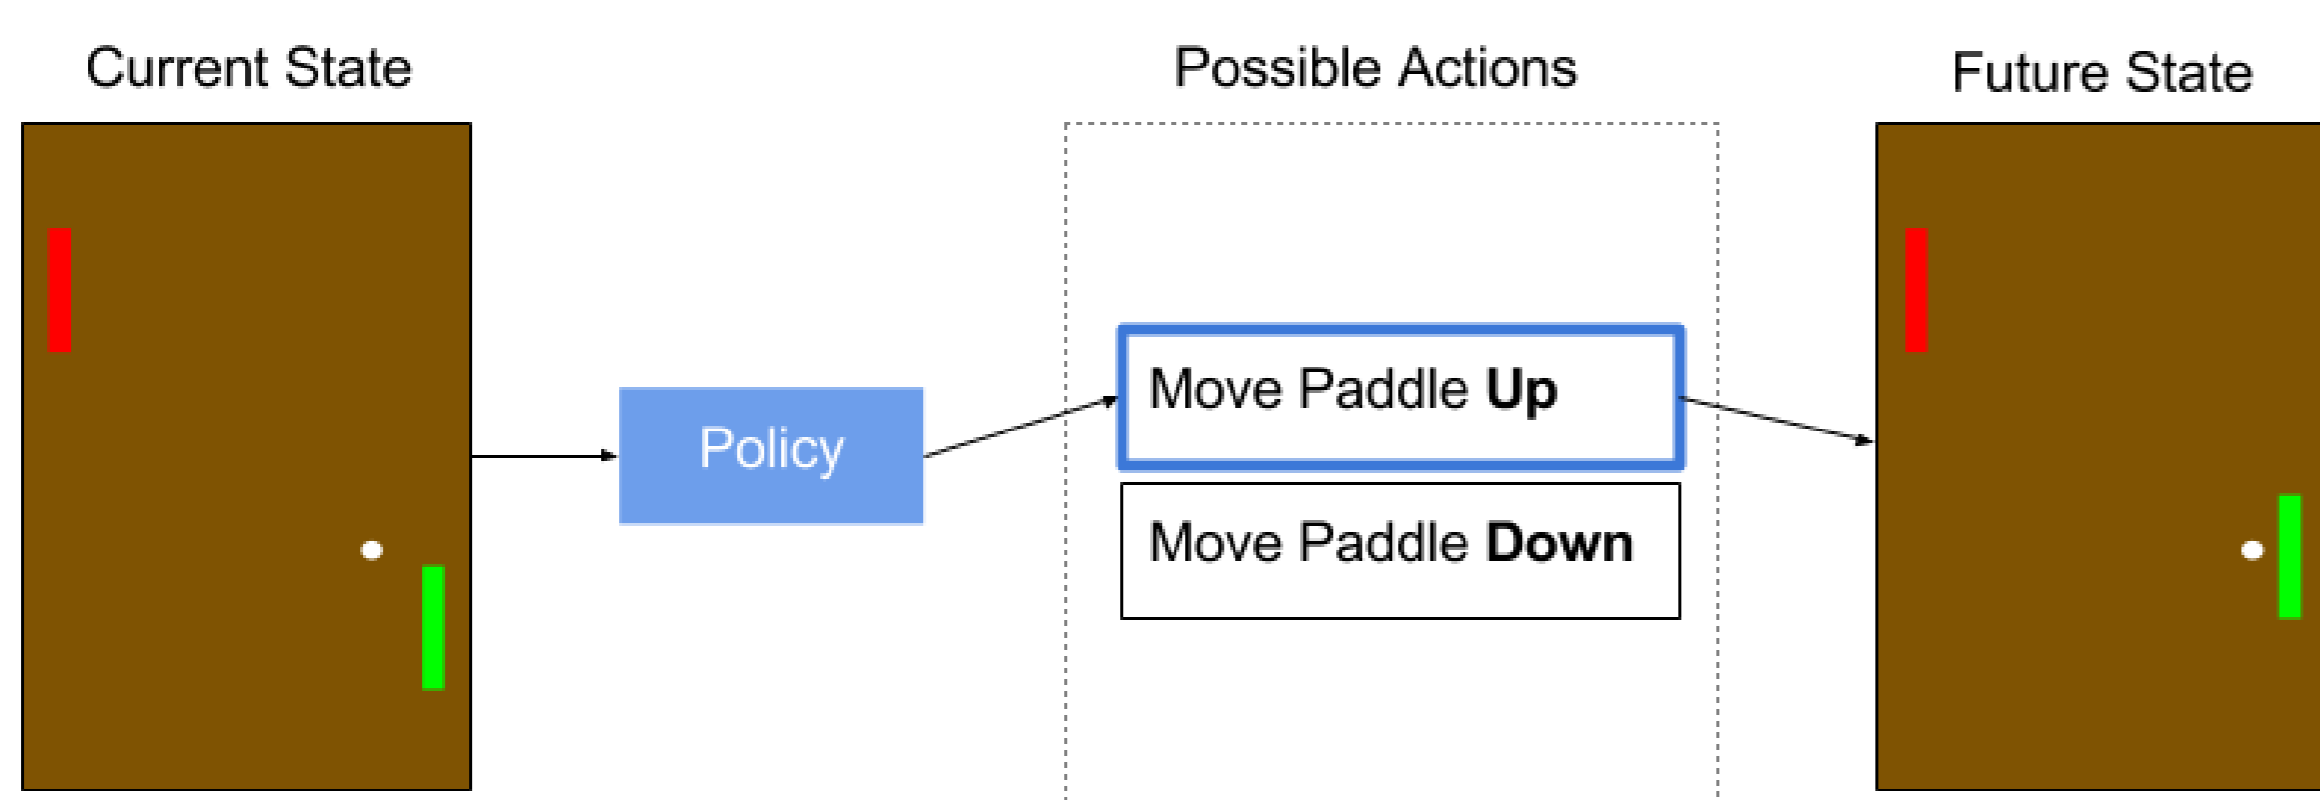 Current State
Possible Actions
Future State
Policy
Move Paddle Up
Move Paddle Down